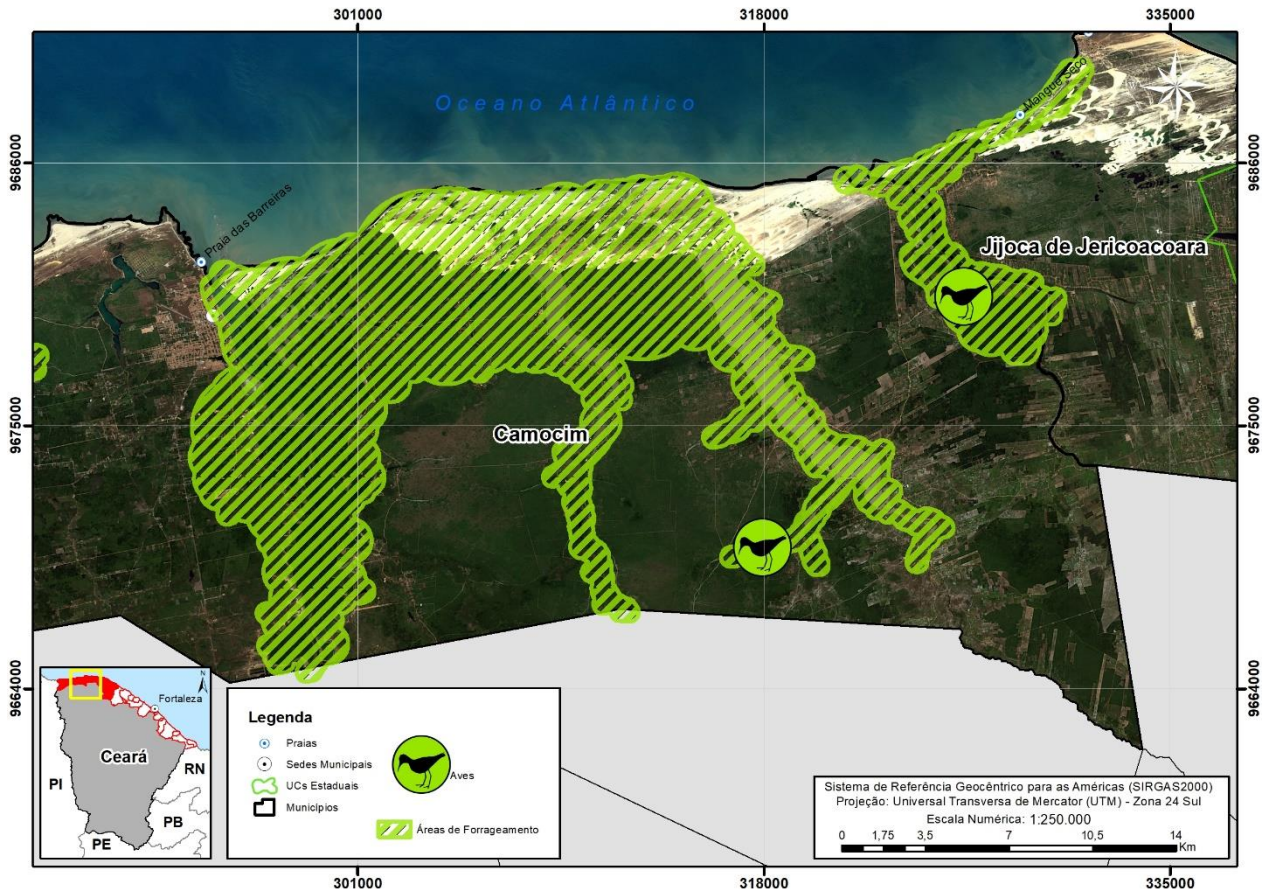 301000
318000
335000
Oceano Atlântico
Mangue Seco
9686000
9686000
Praia das Barreiras
Jijoca de Jericoacoara
9675000
9675000
Camocim
9664000
9664000
N
Fortaleza
Ceará
PI
RN
PB
PE
Legenda
Praias
Sedes Municipais
UCs Estaduais
Municípios
Aves
Áreas de Forrageamento
Sistema de Referência Geocêntrico para as Américas (SIRGAS2000)
Projeção: Universal Transversa de Mercator (UTM) - Zona 24 Sul
Escala Numérica: 1:250.000
0 1,75 3,5 7 10,5 14
Km
301000
318000
335000